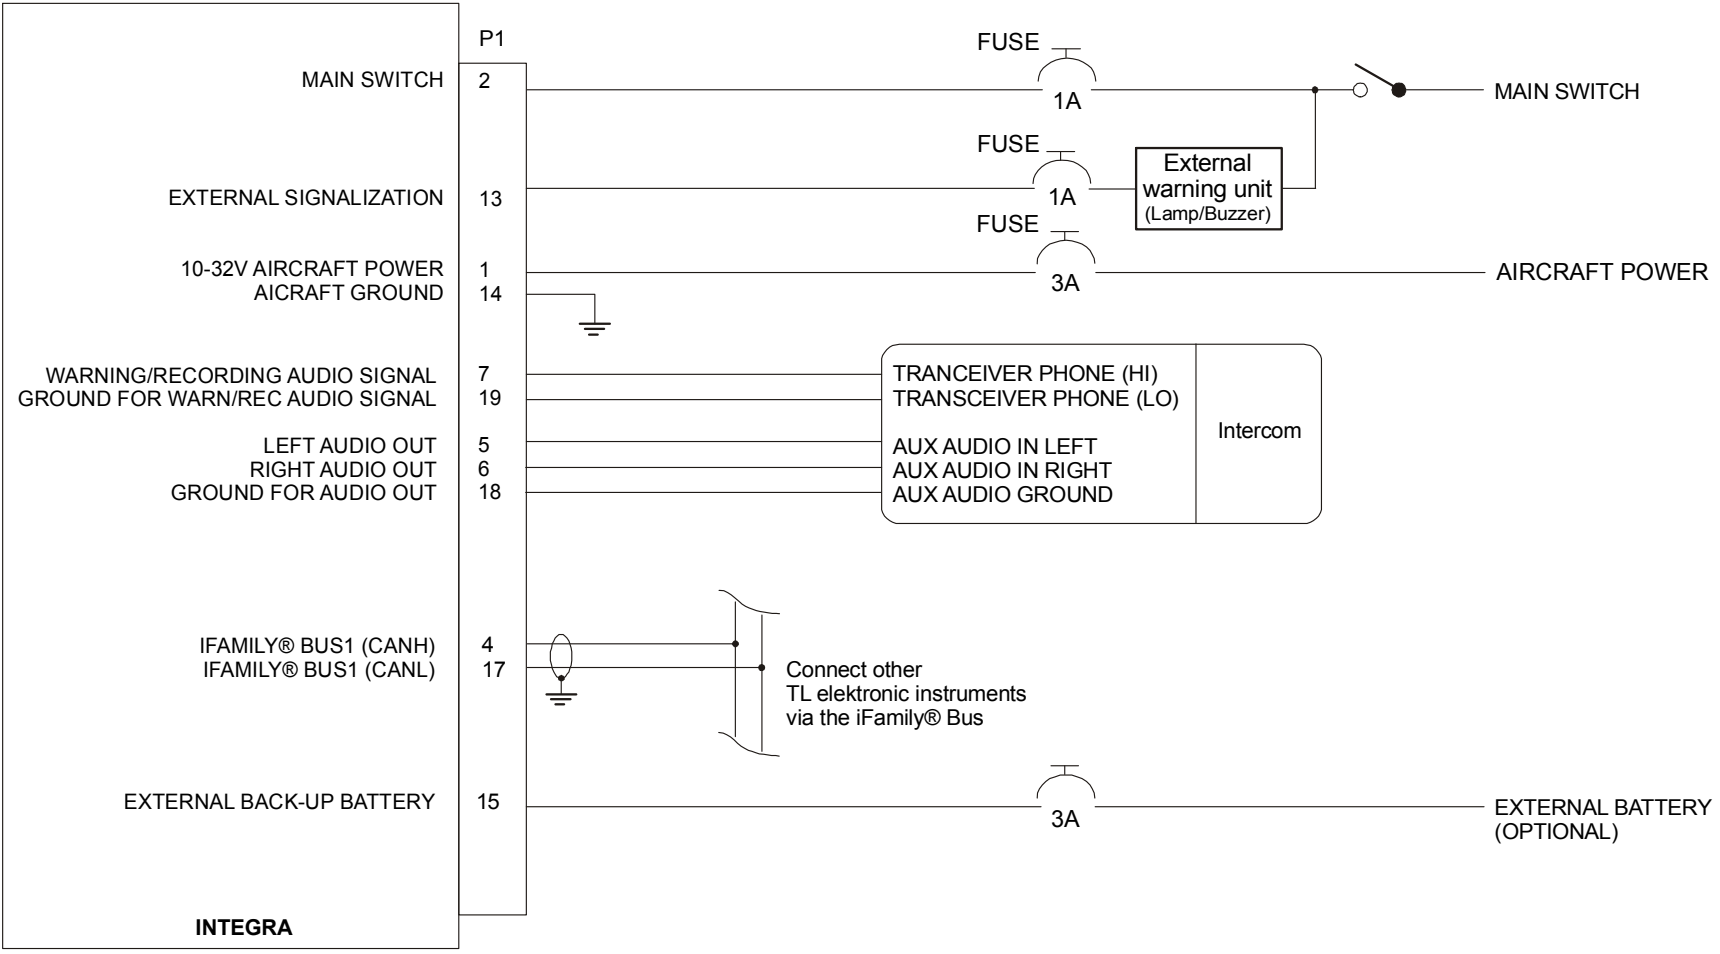 P1
FUSE
MAIN SWITCH 2 1A MAIN SWITCH
FUSE
External
warning unit
(Lamp/Buzzer)
EXTERNAL SIGNALIZATION 13 1A
FUSE
10-32V AIRCRAFT POWER 1 3A AIRCRAFT POWER
AICRAFT GROUND 14
WARNING/RECORDING AUDIO SIGNAL 7 TRANCEIVER PHONE (HI)
GROUND FOR WARN/REC AUDIO SIGNAL 19 TRANSCEIVER PHONE (LO)
Intercom
LEFT AUDIO OUT 5 AUX AUDIO IN LEFT
RIGHT AUDIO OUT 6 AUX AUDIO IN RIGHT
GROUND FOR AUDIO OUT 18 AUX AUDIO GROUND
IFAMILY® BUS1 (CANH) 4
IFAMILY® BUS1 (CANL) 17
Connect other
TL elektronic instruments
via the iFamily® Bus
EXTERNAL BACK-UP BATTERY 15 3A EXTERNAL BATTERY
(OPTIONAL)
INTEGRA